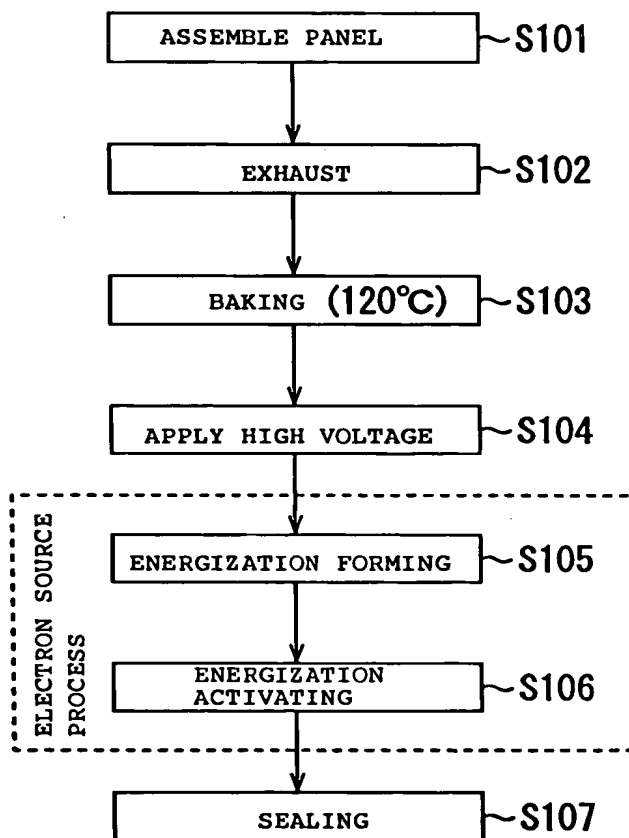 ASSEMBLE PANEL S101
EXHAUST S102
BAKING (120°C) S103
APPLY HIGH VOLTAGE S104
ELECTRON SOURCE
PROCESS
ENERGIZATION FORMING S105
ENERGIZATION
ACTIVATING S106
SEALING S107